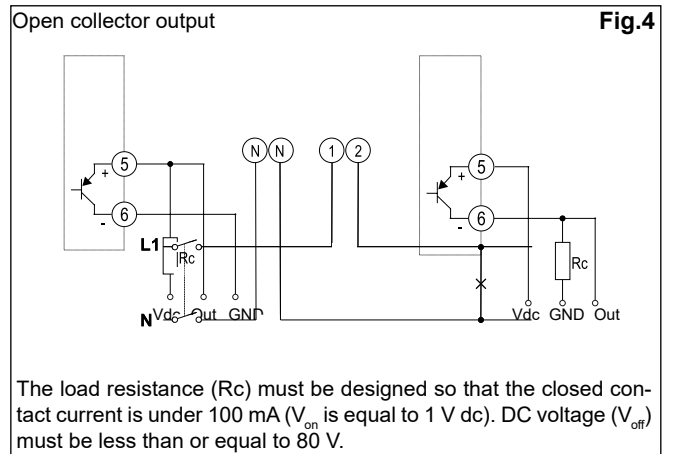 Open collector output
Fig.4
N N 1 2
5
+
6
-
L1
Rc
Vdc Out GND
N
5
+
6
-
Rc
Vdc GND Out
The load resistance (Rc) must be designed so that the closed con-
tact current is under 100 mA (Von is equal to 1 V dc). DC voltage (Voff)
must be less than or equal to 80 V.